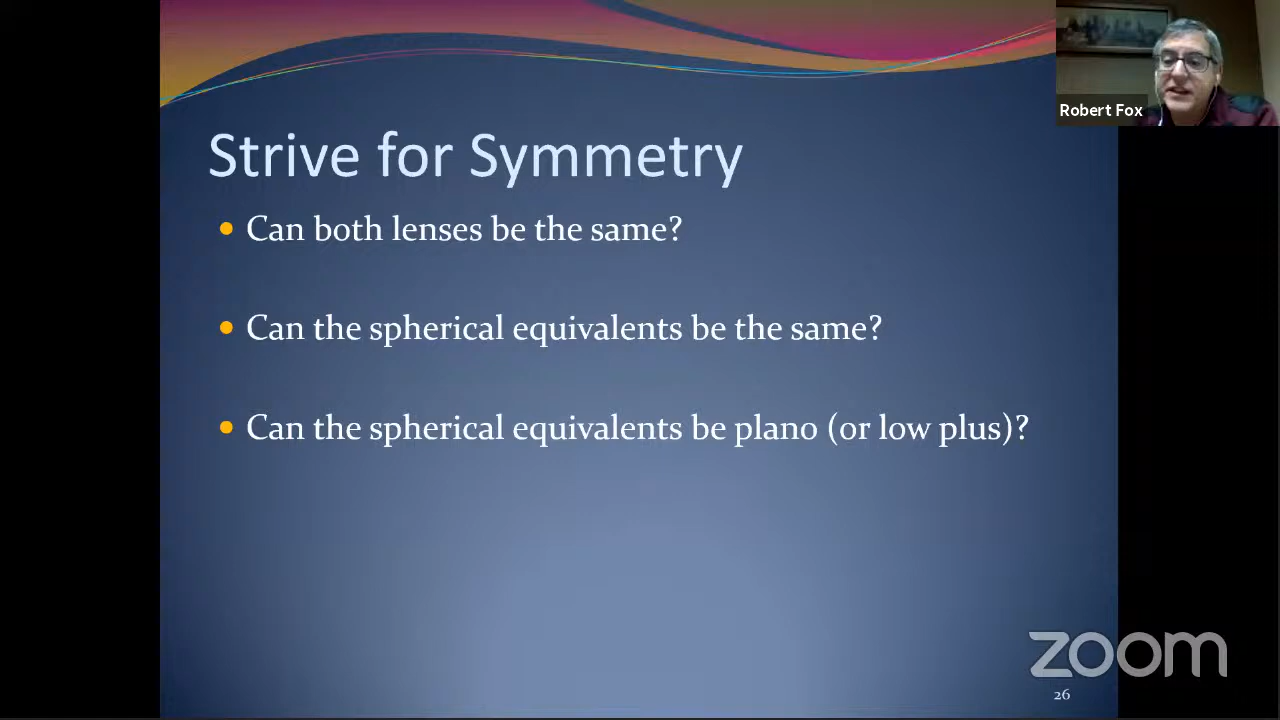 Robert Fox
Strive for Symmetry
• Can both lenses be the same?
• Can the spherical equivalents be the same?
• Can the spherical equivalents be plano (or low plus)?
zoom
26